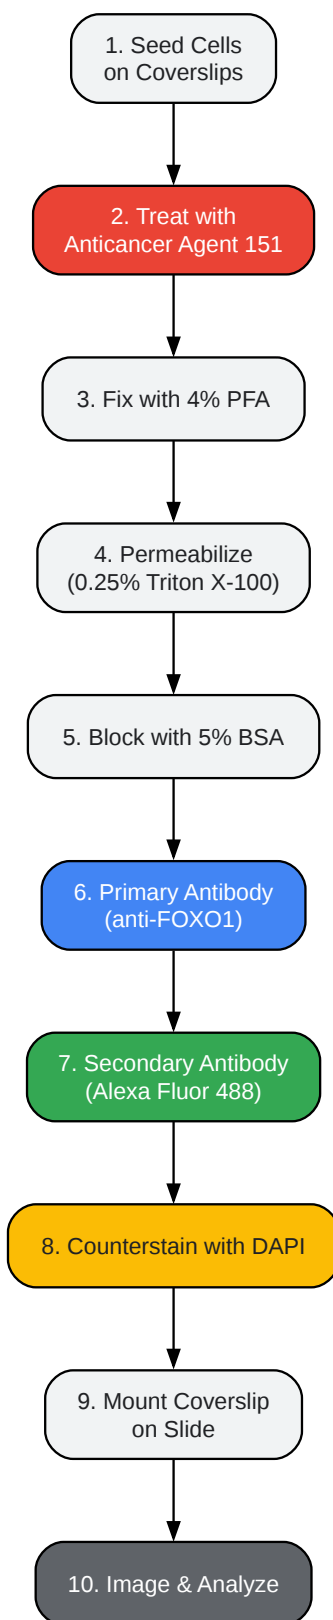 1. Seed Cells
on Coverslips
2. Treat with
Anticancer Agent 151
3. Fix with 4% PFA
4. Permeabilize
(0.25% Triton X-100)
5. Block with 5% BSA
6. Primary Antibody
(anti-FOXO1)
7. Secondary Antibody
(Alexa Fluor 488)
8. Counterstain with DAPI
9. Mount Coverslip
on Slide
10. Image & Analyze